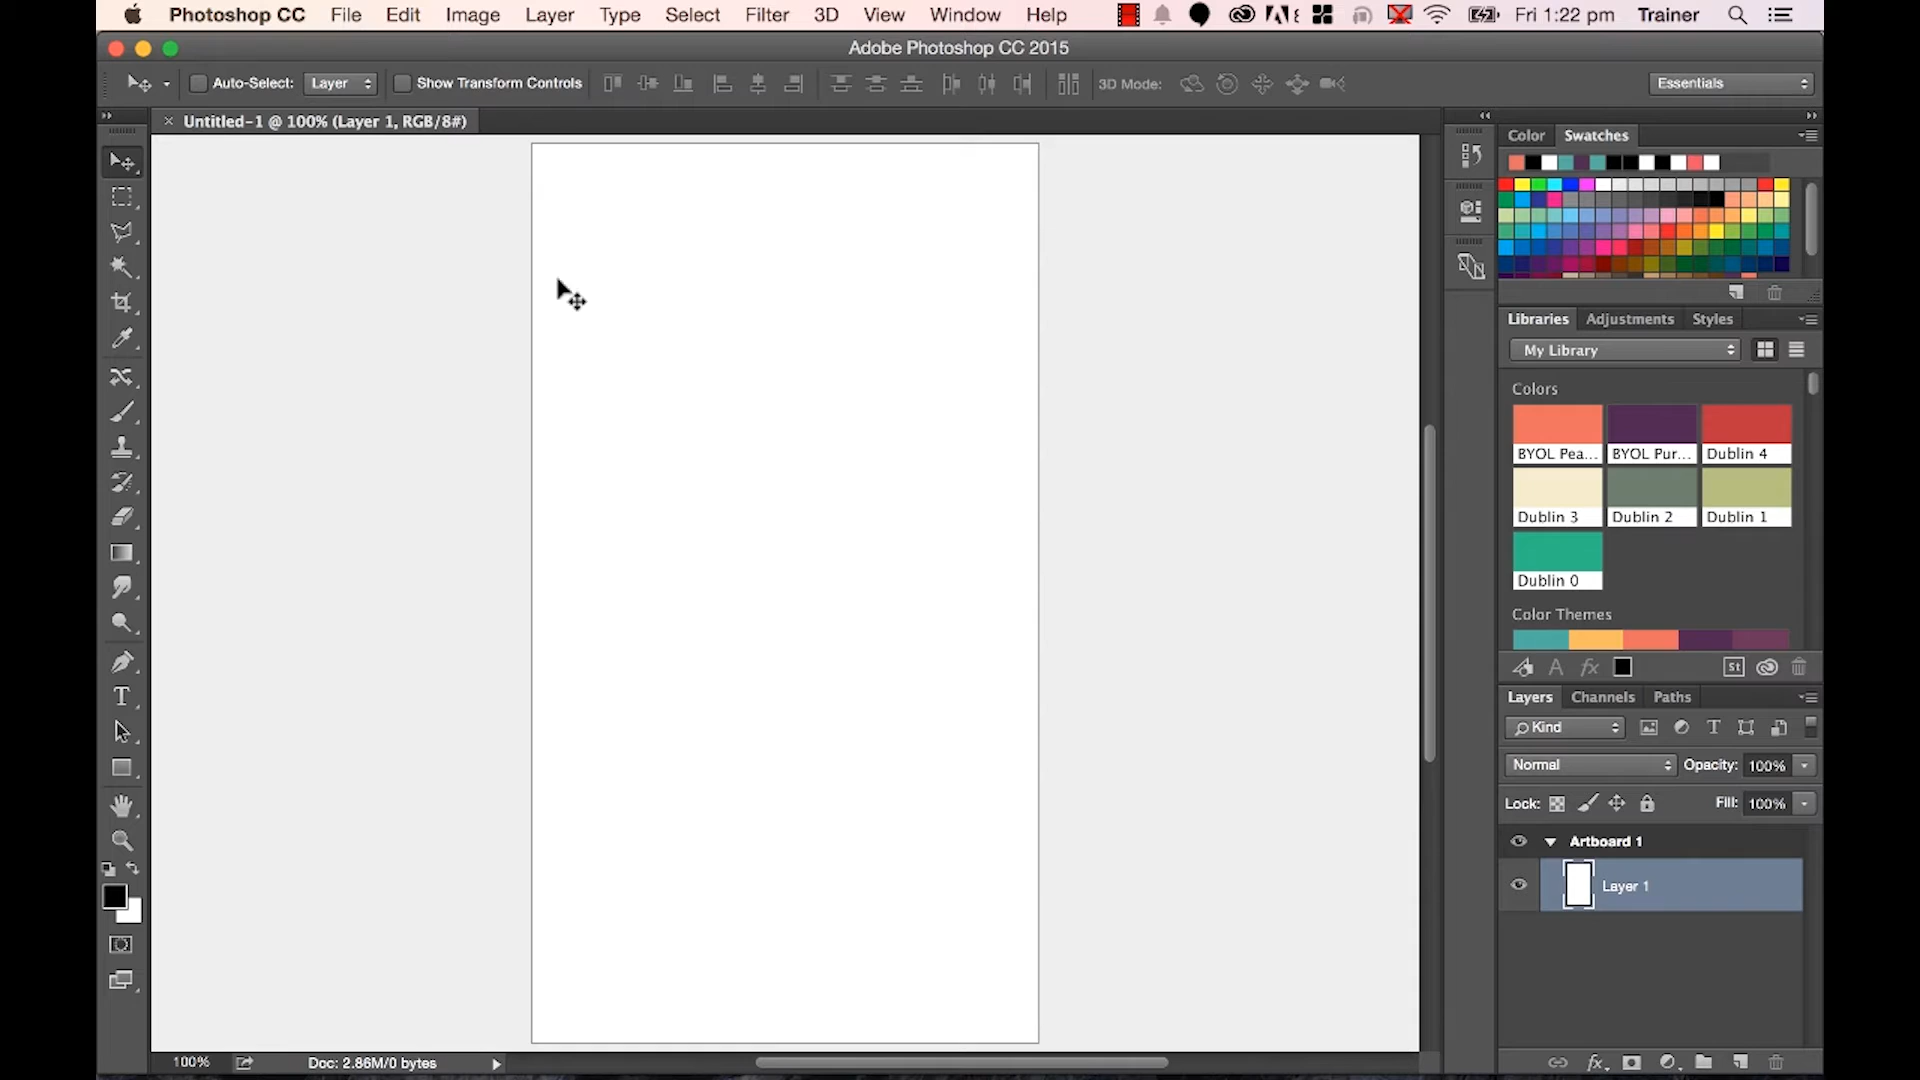 Photoshop CC File Edit Image Layer Type Select Filter 3D View Window Help Fri 1:22 pm Trainer
Adobe Photoshop CC 2015
Auto-Select: Layer Show Transform Controls 3D Mode: Essentials
× Untitled-1 @ 100% (Layer 1, RGB/8#)
Color Swatches
Libraries Adjustments Styles
My Library
Colors
BYOL Pea... BYOL Pur... Dublin 4
Dublin 3 Dublin 2 Dublin 1
Dublin 0
Color Themes
A fx St
Layers Channels Paths
Kind T
Normal Opacity: 100%
Lock: Fill: 100%
Artboard 1
Layer 1
T
100% Doc: 2.86M/0 bytes
fx